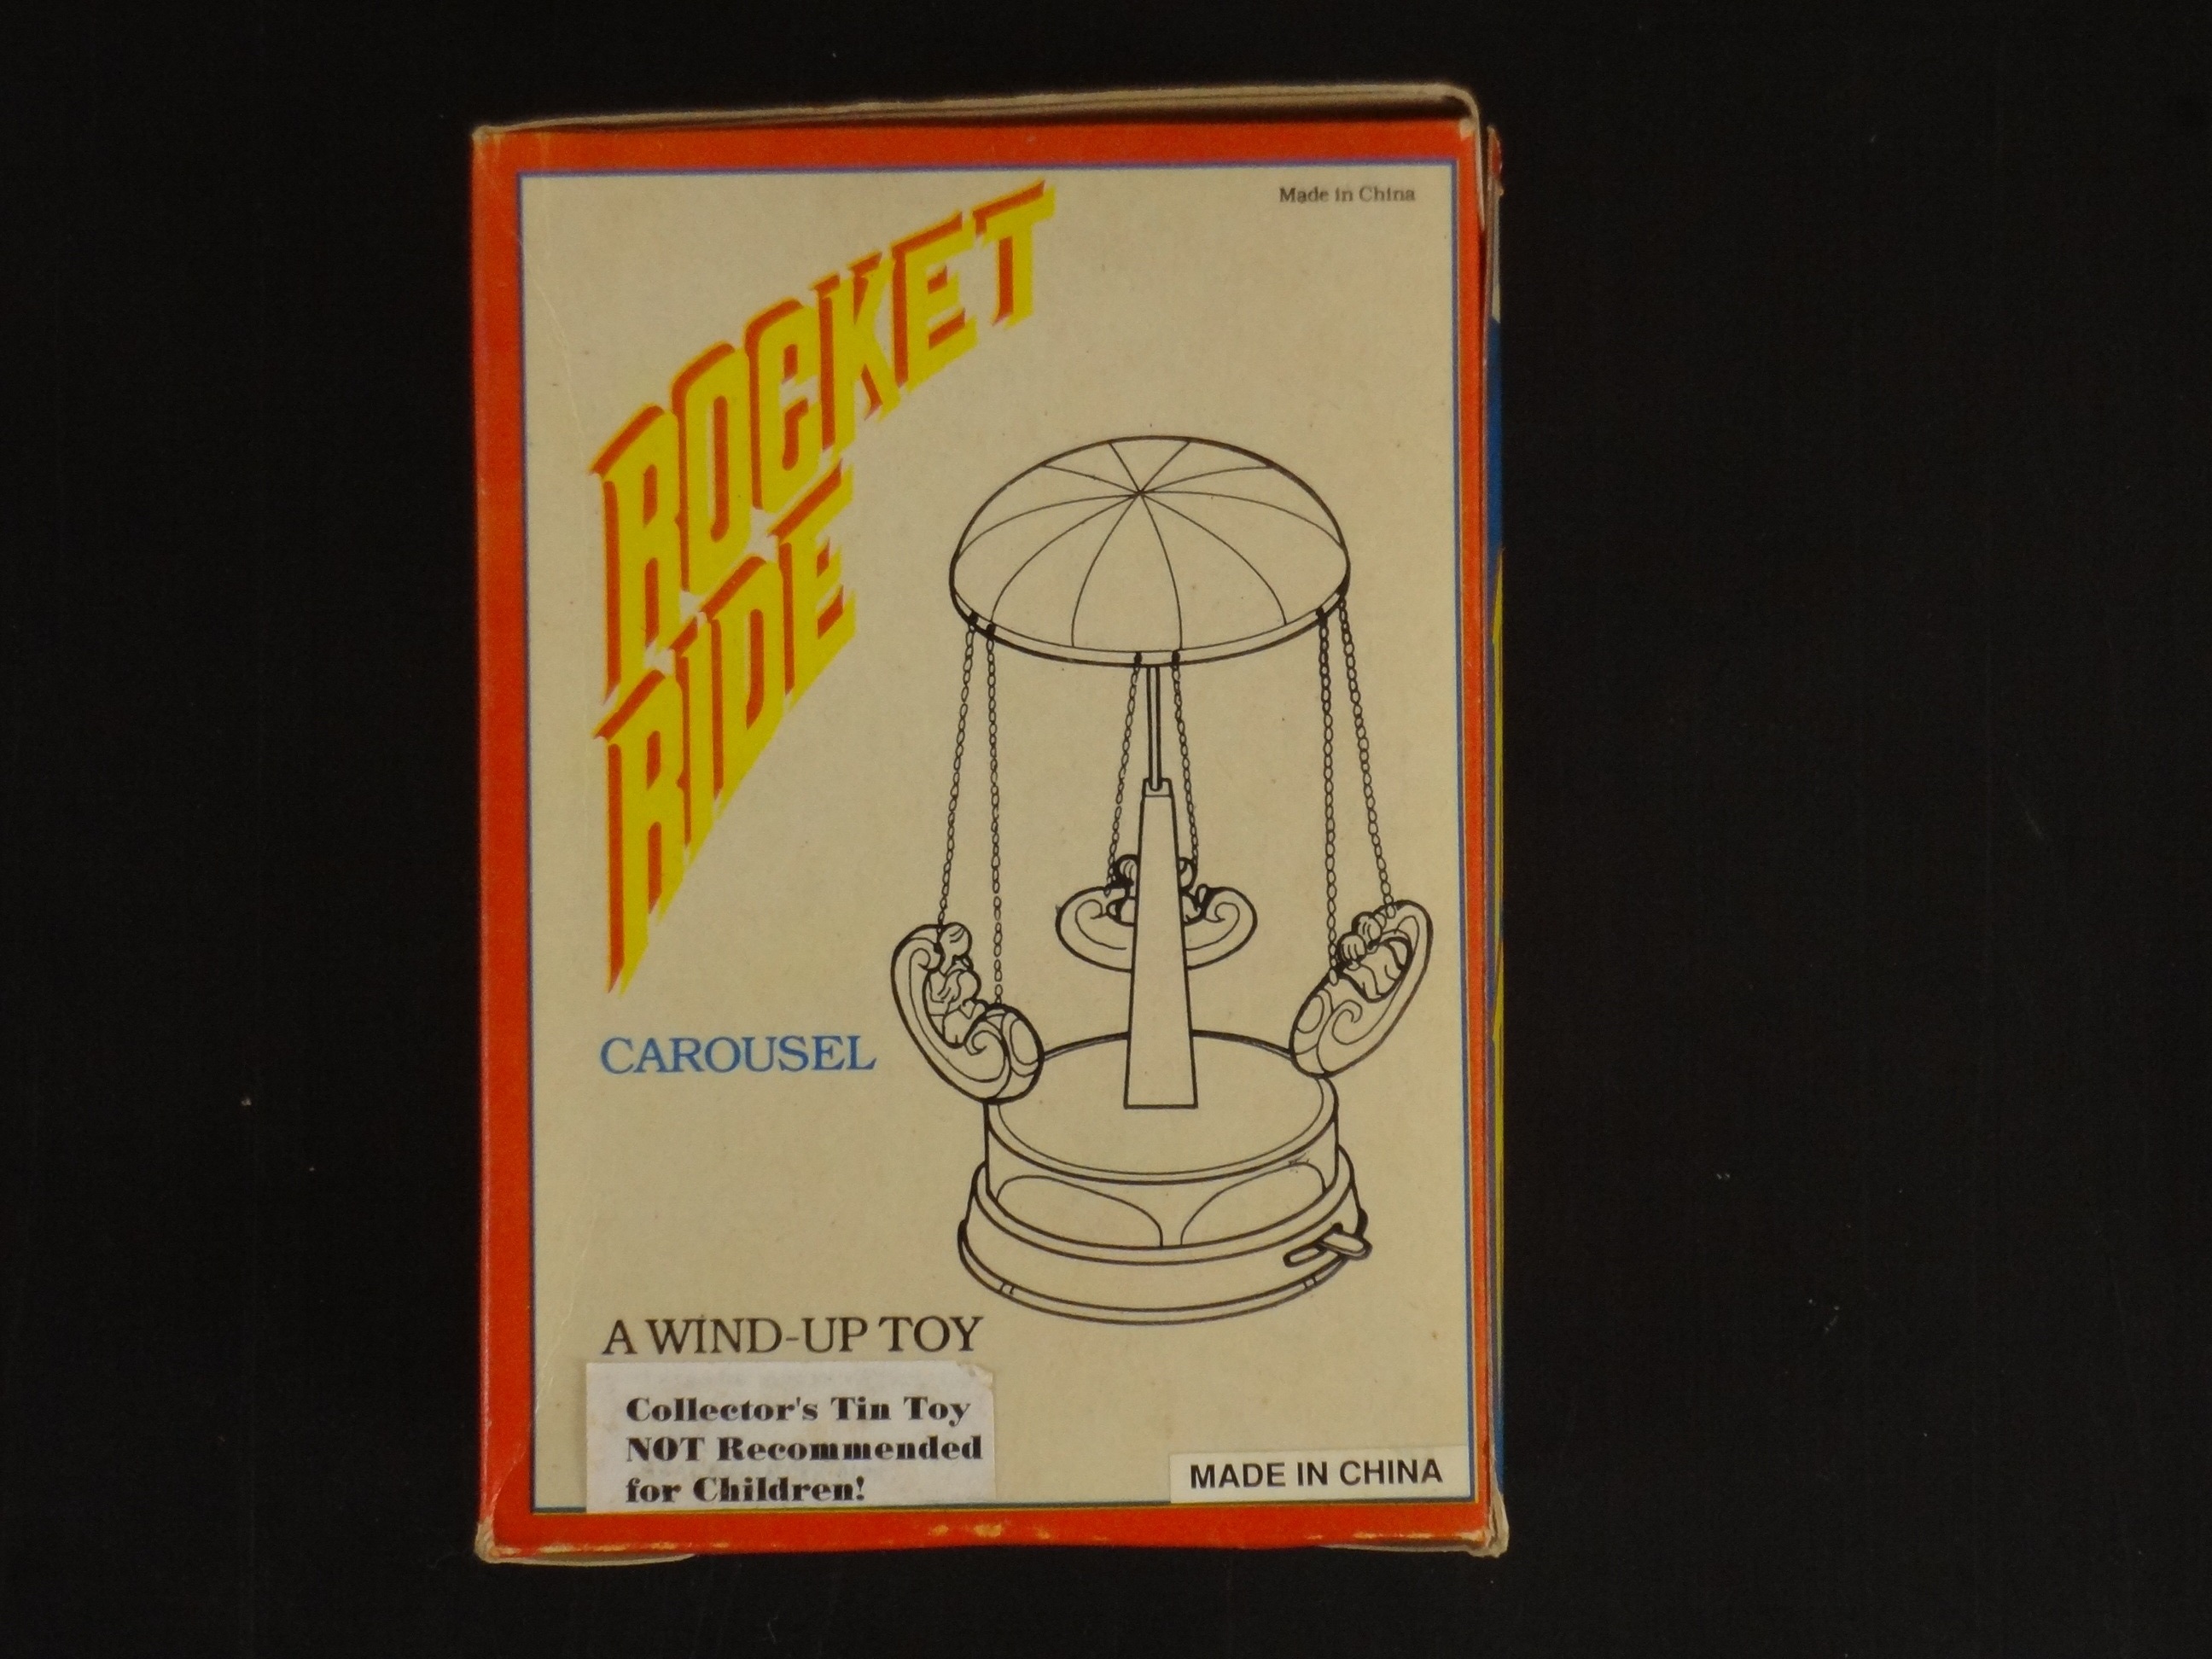 Made in China
ROCKET
RIDE
CAROUSEL
A WIND-UP TOY
Collector's Tin Toy
NOT Recommended
for Children!
MADE IN CHINA